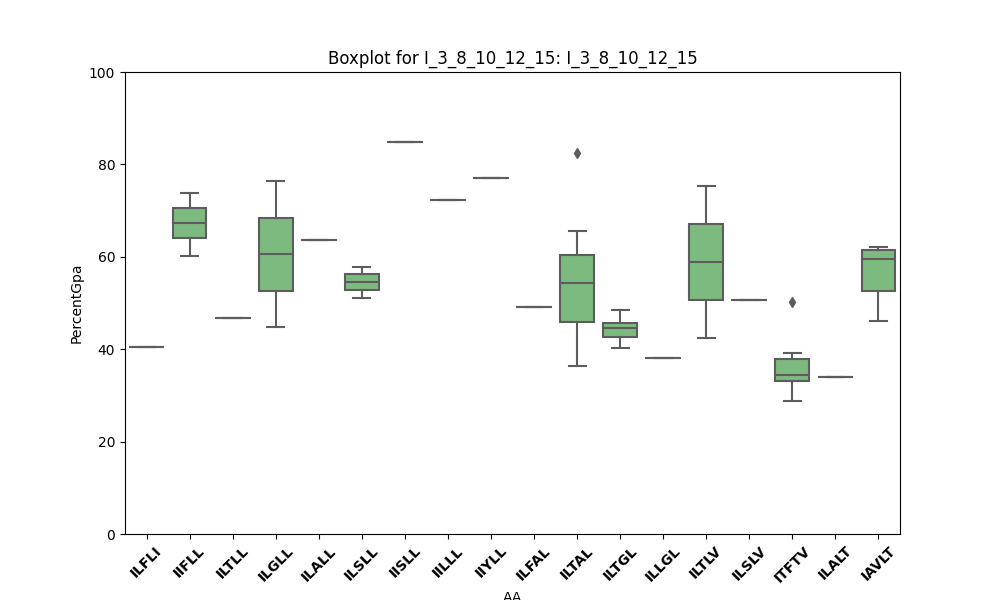 Boxplot for I_3_8_10_12_15: I_3_8_10_12_15
100
80
60
40
20
0
PercentGpa
ILFLI
IIFLL
ILTLL
ILGLL
ILALL
ILSLL
IISLL
IILLL
IIYLL
ILFAL
ILTAL
ILTGL
ILLGL
ILTLV
ILSLV
ITFTV
ILALT
IAVLT
AA